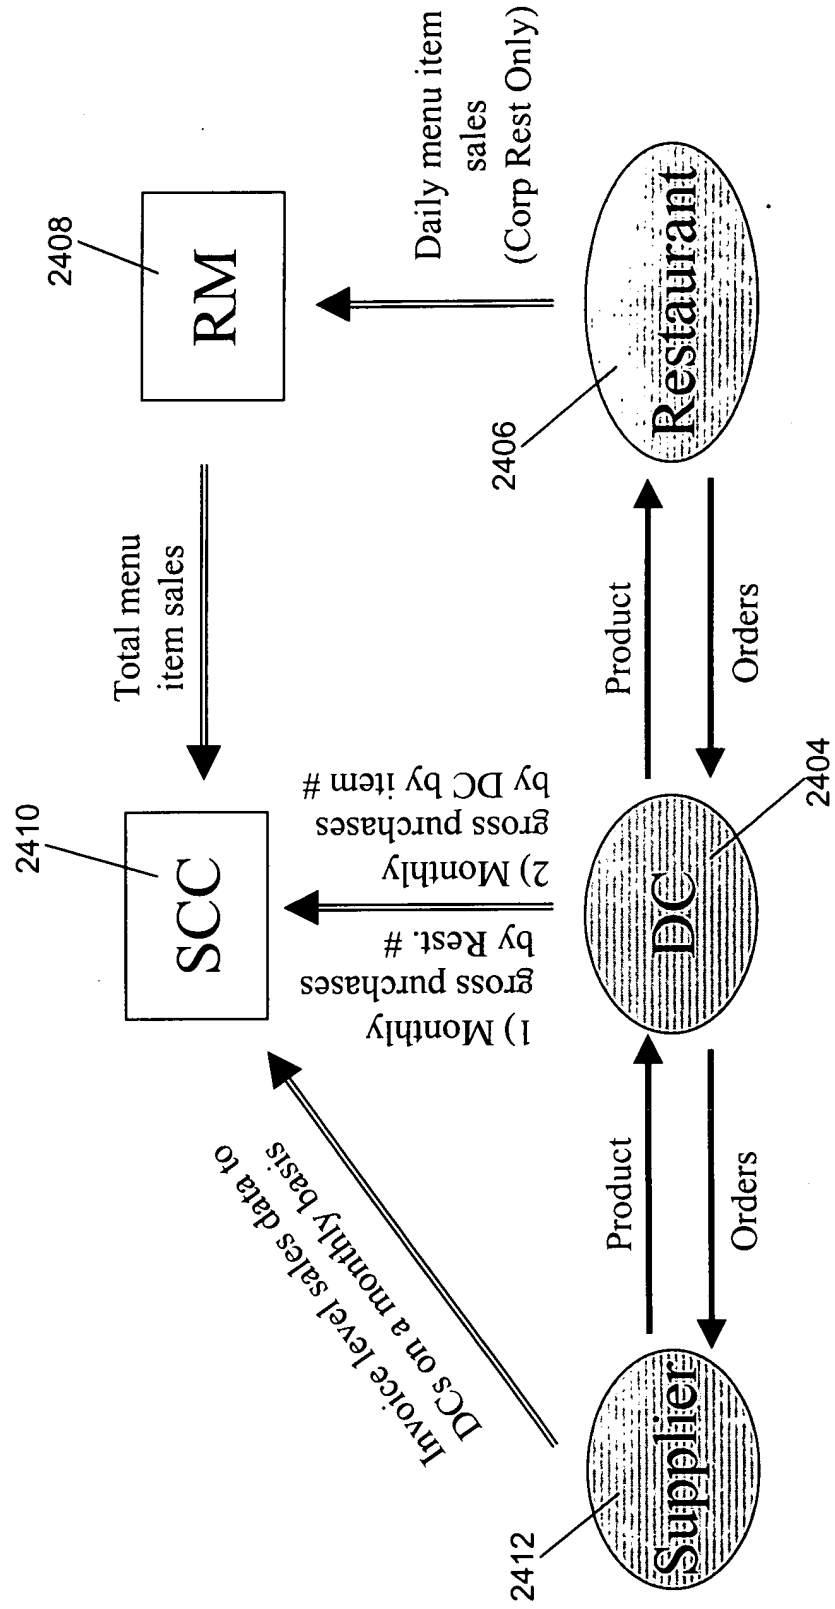 2410
SCC
Total menu
item sales
2408
RM
Invoice level sales data to
DCs on a monthly basis
1) Monthly
gross purchases
by Rest. #
2) Monthly
gross purchases
by DC by item #
Daily menu item
sales
(Corp Rest Only)
2412
Supplier
Product
Orders
DC
2404
Product
Orders
2406
Restaurant